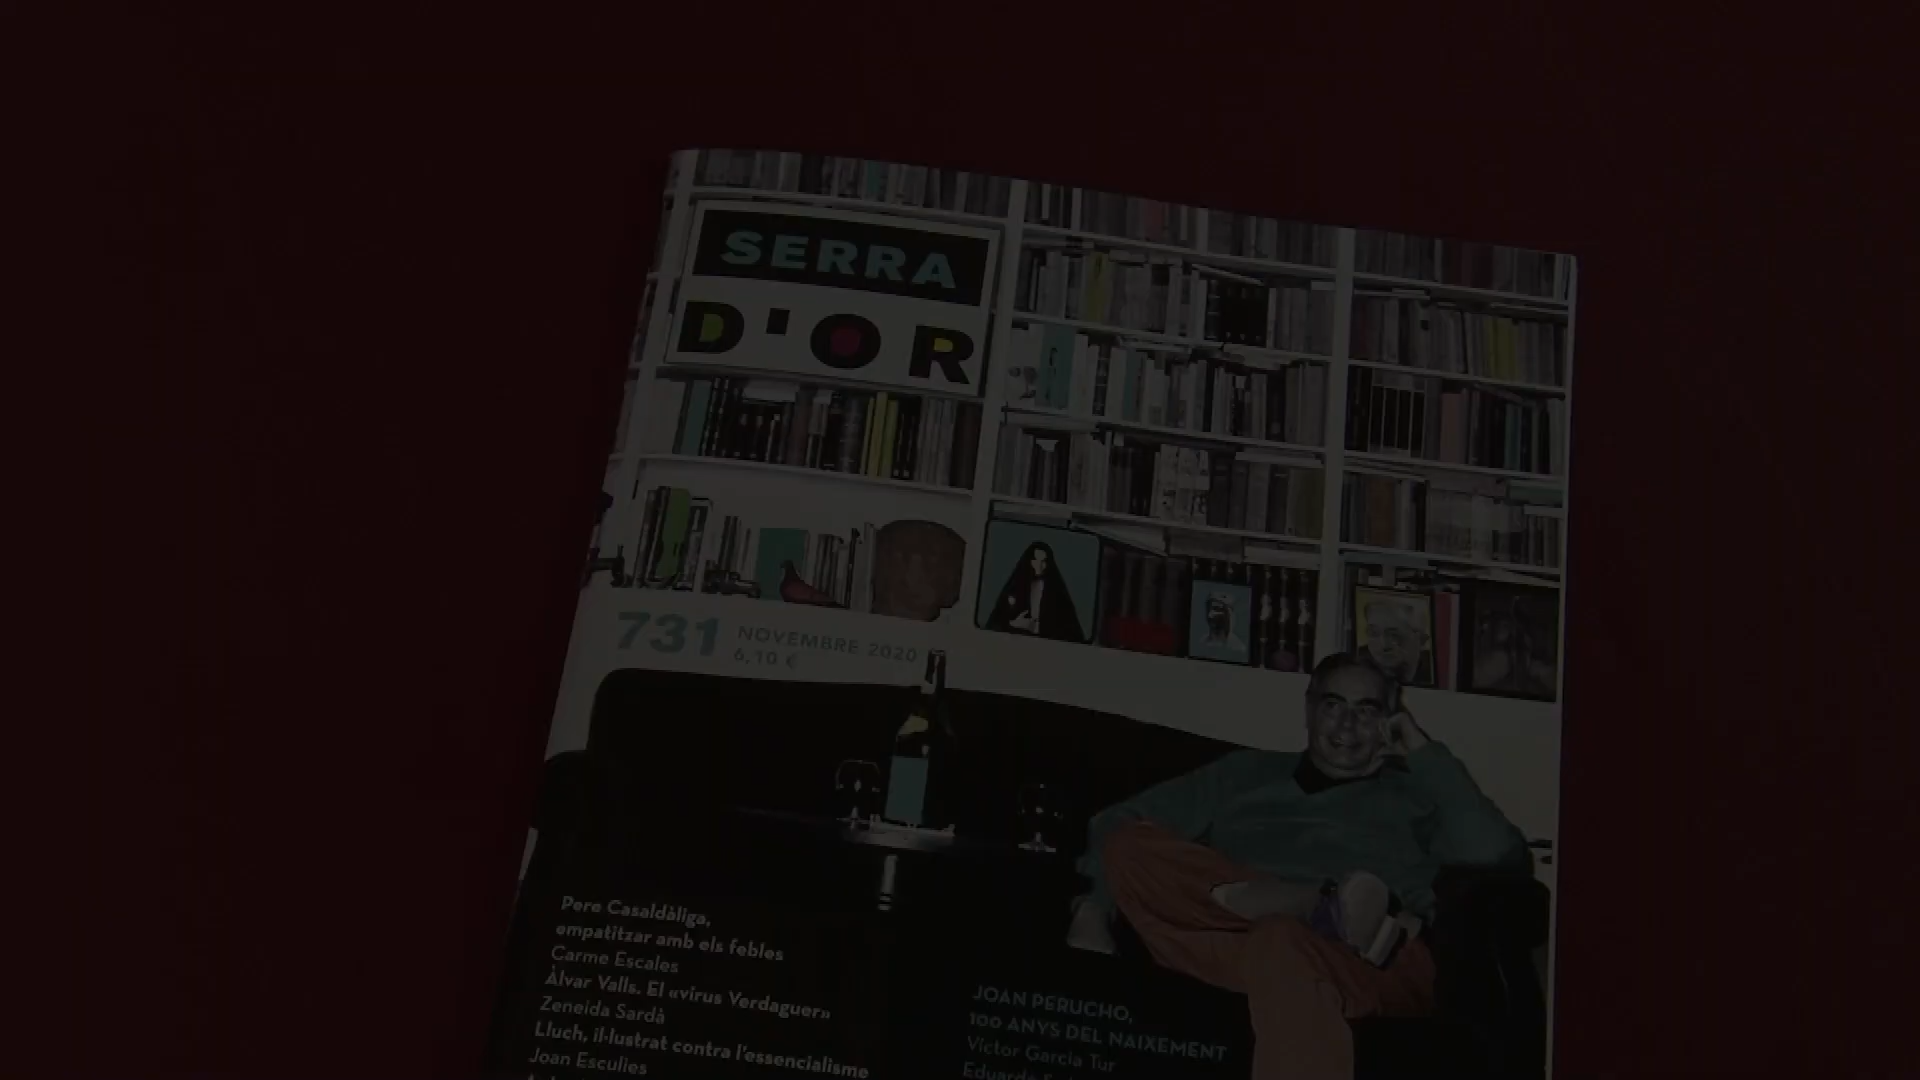 SERRA
D'OR
731 NOVEMBRE 2020
6,10 €
Pere Casaldàliga,
empatitzar amb els febles
Carme Escales
Àlvar Valls. El «virus Verdaguer»
Zeneida Sardà
Lluch, il·lustrat contra l'essencialisme
Joan Esculies
JOAN PERUCHO,
100 ANYS DEL NAIXEMENT
Víctor Garcia Tur